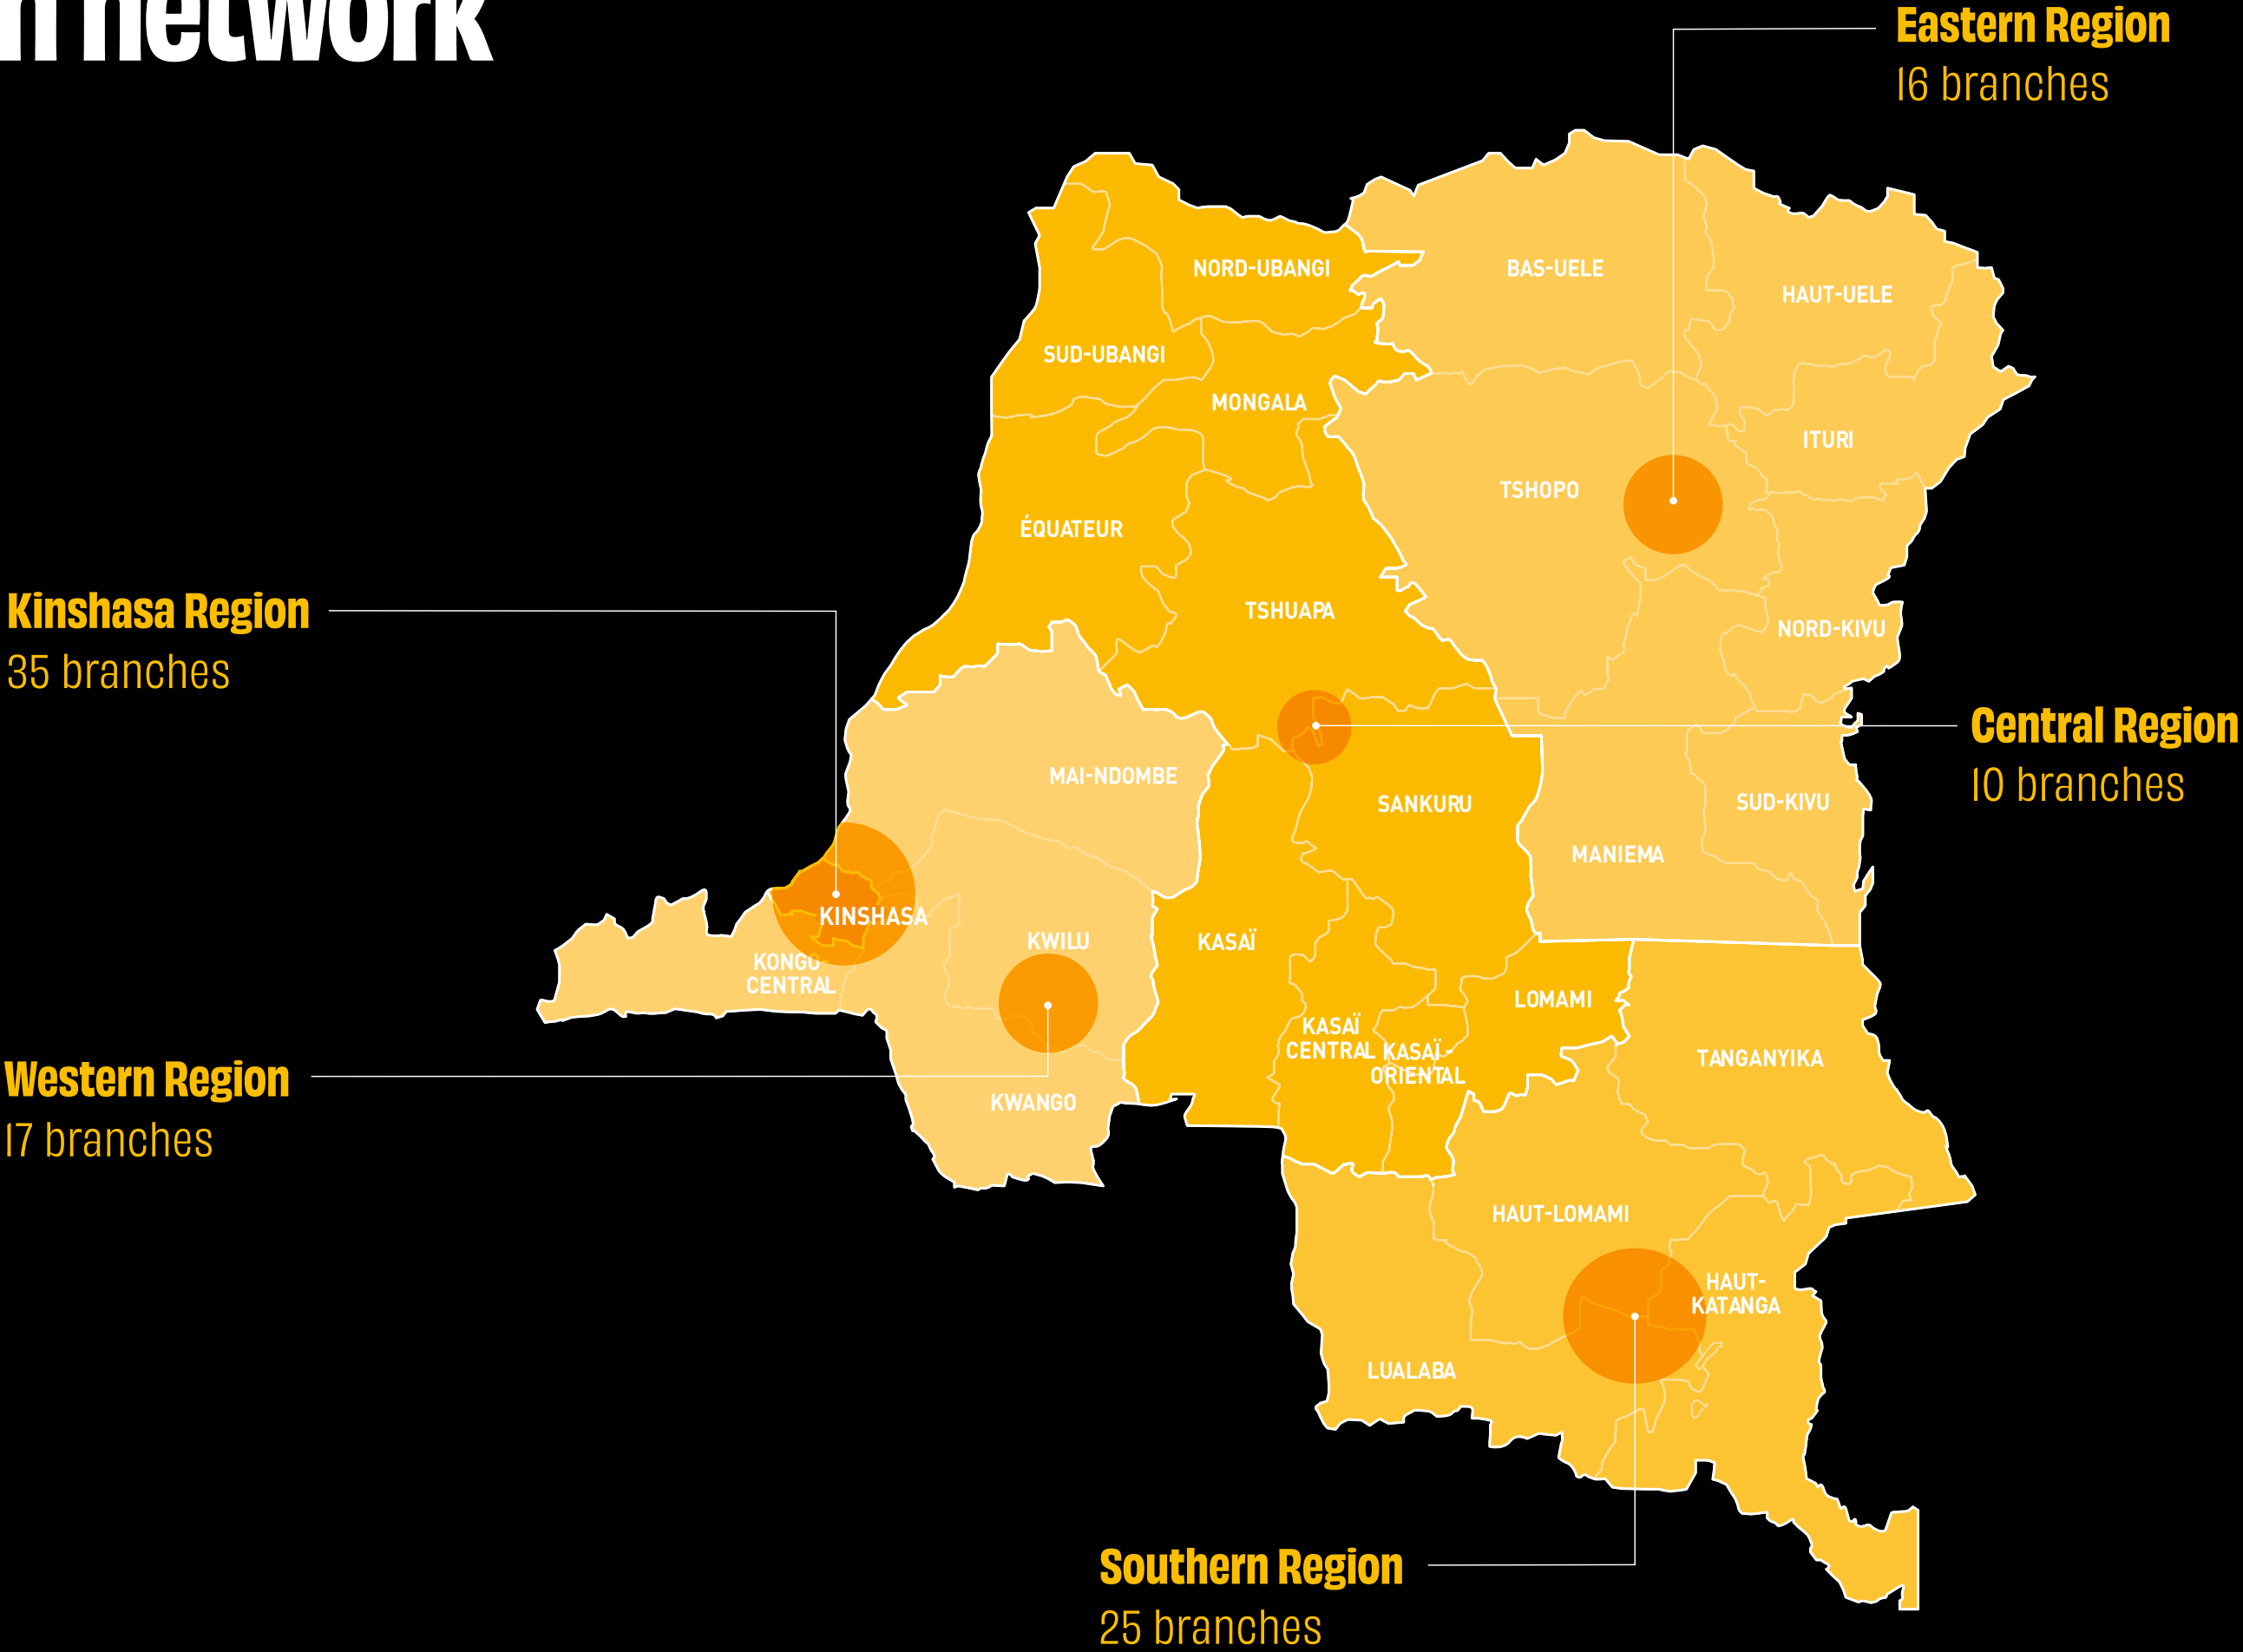 network
Eastern Region
16 branches
NORD-UBANGI
BAS-UELE
HAUT-UELE
SUD-UBANGI
MONGALA
ITURI
TSHOPO
ÉQUATEUR
Kinshasa Region
35 branches
TSHUAPA
NORD-KIVU
Central Region
10 branches
MAI-NDOMBE
SANKURU
SUD-KIVU
MANIEMA
KINSHASA
KWILU
KASAÏ
KONGO-
CENTRAL
LOMAMI
KASAÏ
CENTRAL
KASAÏ-
ORIENTAL
TANGANYIKA
Western Region
17 branches
KWANGO
HAUT-LOMAMI
HAUT-
KATANGA
LUALABA
Southern Region
25 branches